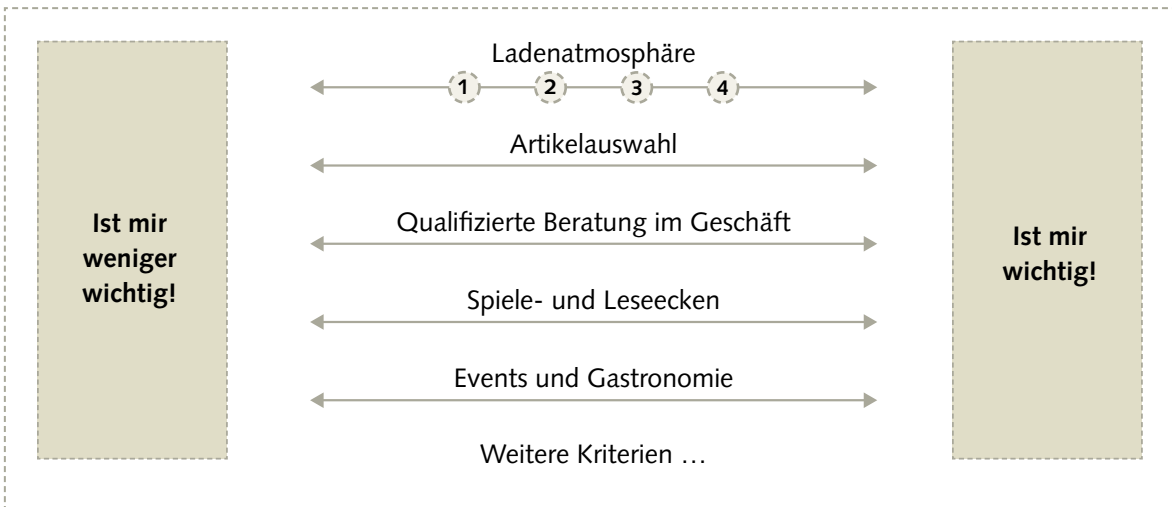 Ladenatmosphäre
1 2 3 4
Artikelauswahl
Qualifizierte Beratung im Geschäft
Spiele- und Leseecken
Events und Gastronomie
Weitere Kriterien …
Ist mir
weniger
wichtig!
Ist mir
wichtig!